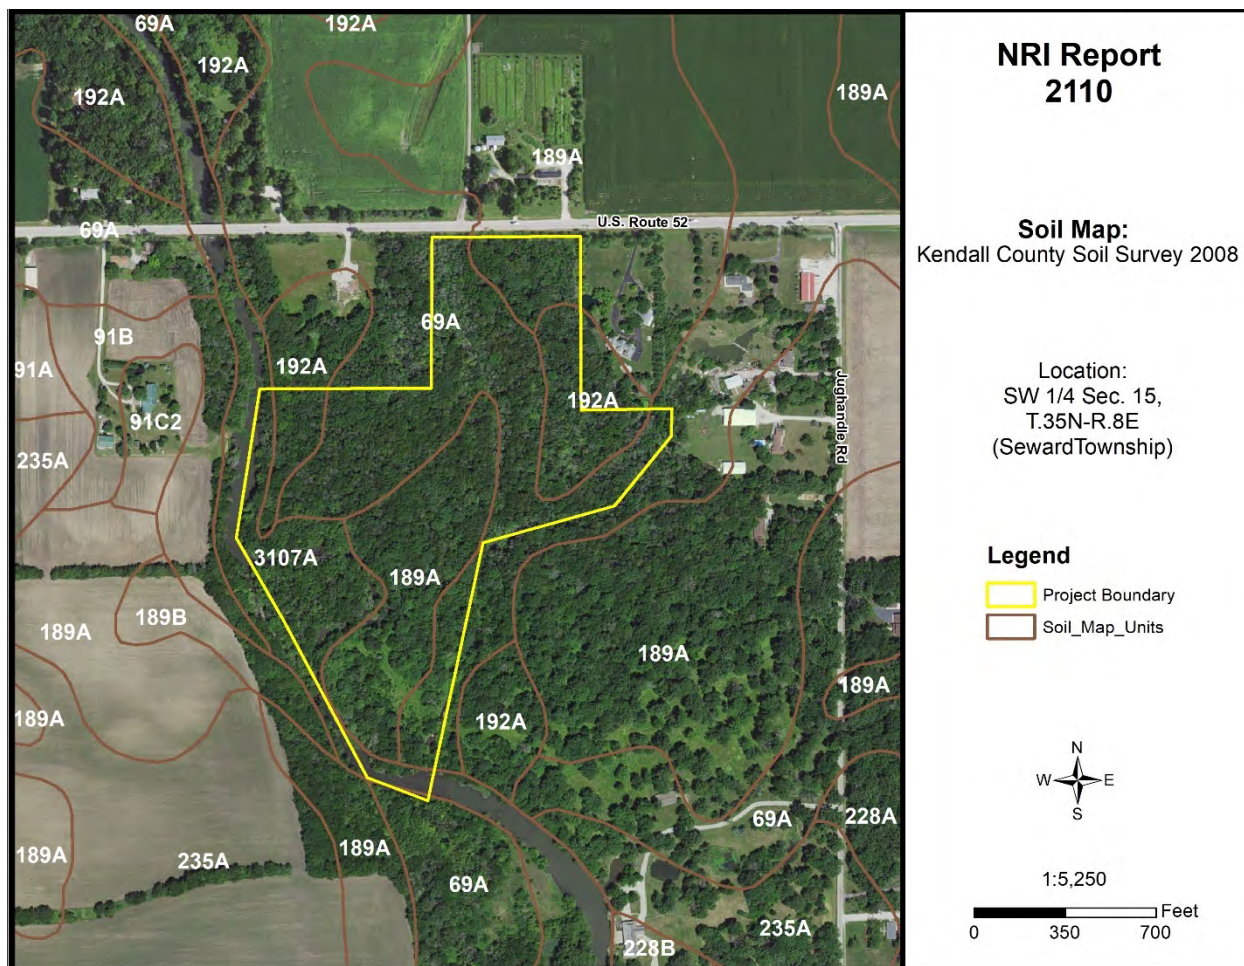 69A
192A
192A
192A
189A
189A
U.S. Route 52
69A
69A
91B
192A
91A
192A
91C2
Jughandle Rd
235A
3107A
189A
189B
189A
189A
189A
189A
192A
69A
228A
189A
235A
189A
69A
235A
228B
NRI Report
2110
Soil Map:
Kendall County Soil Survey 2008
Location:
SW 1/4 Sec. 15,
T.35N-R.8E
(SewardTownship)
Legend
Project Boundary
Soil_Map_Units
N
W E
S
1:5,250
Feet
0 350 700